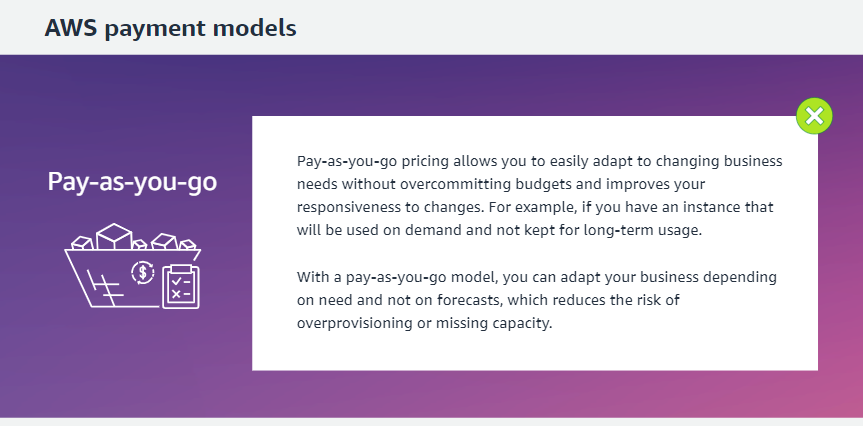 AWS payment models
Pay-as-you-go
$
Pay-as-you-go pricing allows you to easily adapt to changing business
needs without overcommitting budgets and improves your
responsiveness to changes. For example, if you have an instance that
will be used on demand and not kept for long-term usage.
With a pay-as-you-go model, you can adapt your business depending
on need and not on forecasts, which reduces the risk of
overprovisioning or missing capacity.